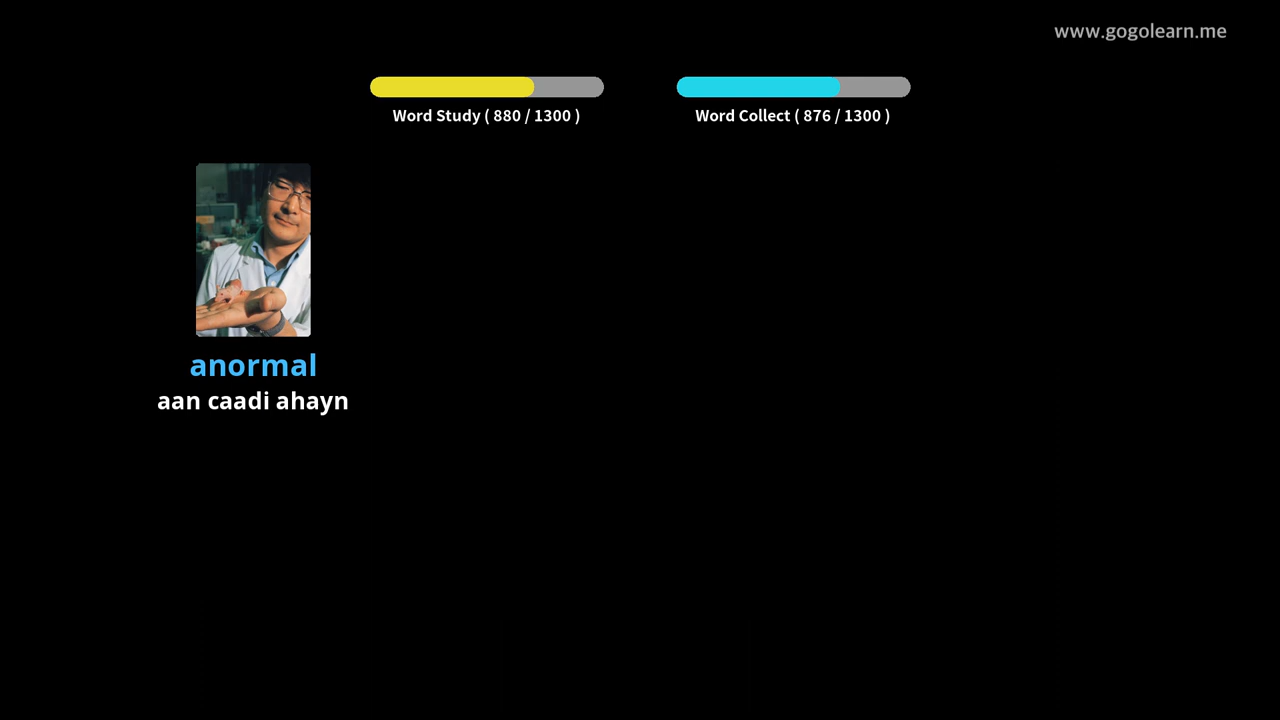 www.gogolearn.me
Word Study ( 880 / 1300 )
Word Collect ( 876 / 1300 )
anormal
aan caadi ahayn